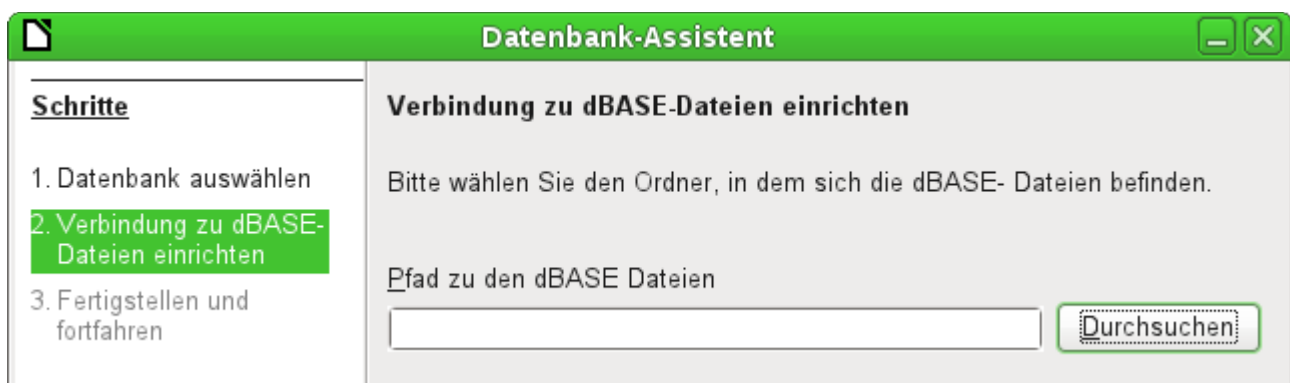 Datenbank-Assistent
Schritte
1. Datenbank auswählen
2. Verbindung zu dBASE-
Dateien einrichten
3. Fertigstellen und
fortfahren
Verbindung zu dBASE-Dateien einrichten
Bitte wählen Sie den Ordner, in dem sich die dBASE- Dateien befinden.
Pfad zu den dBASE Dateien
Durchsuchen